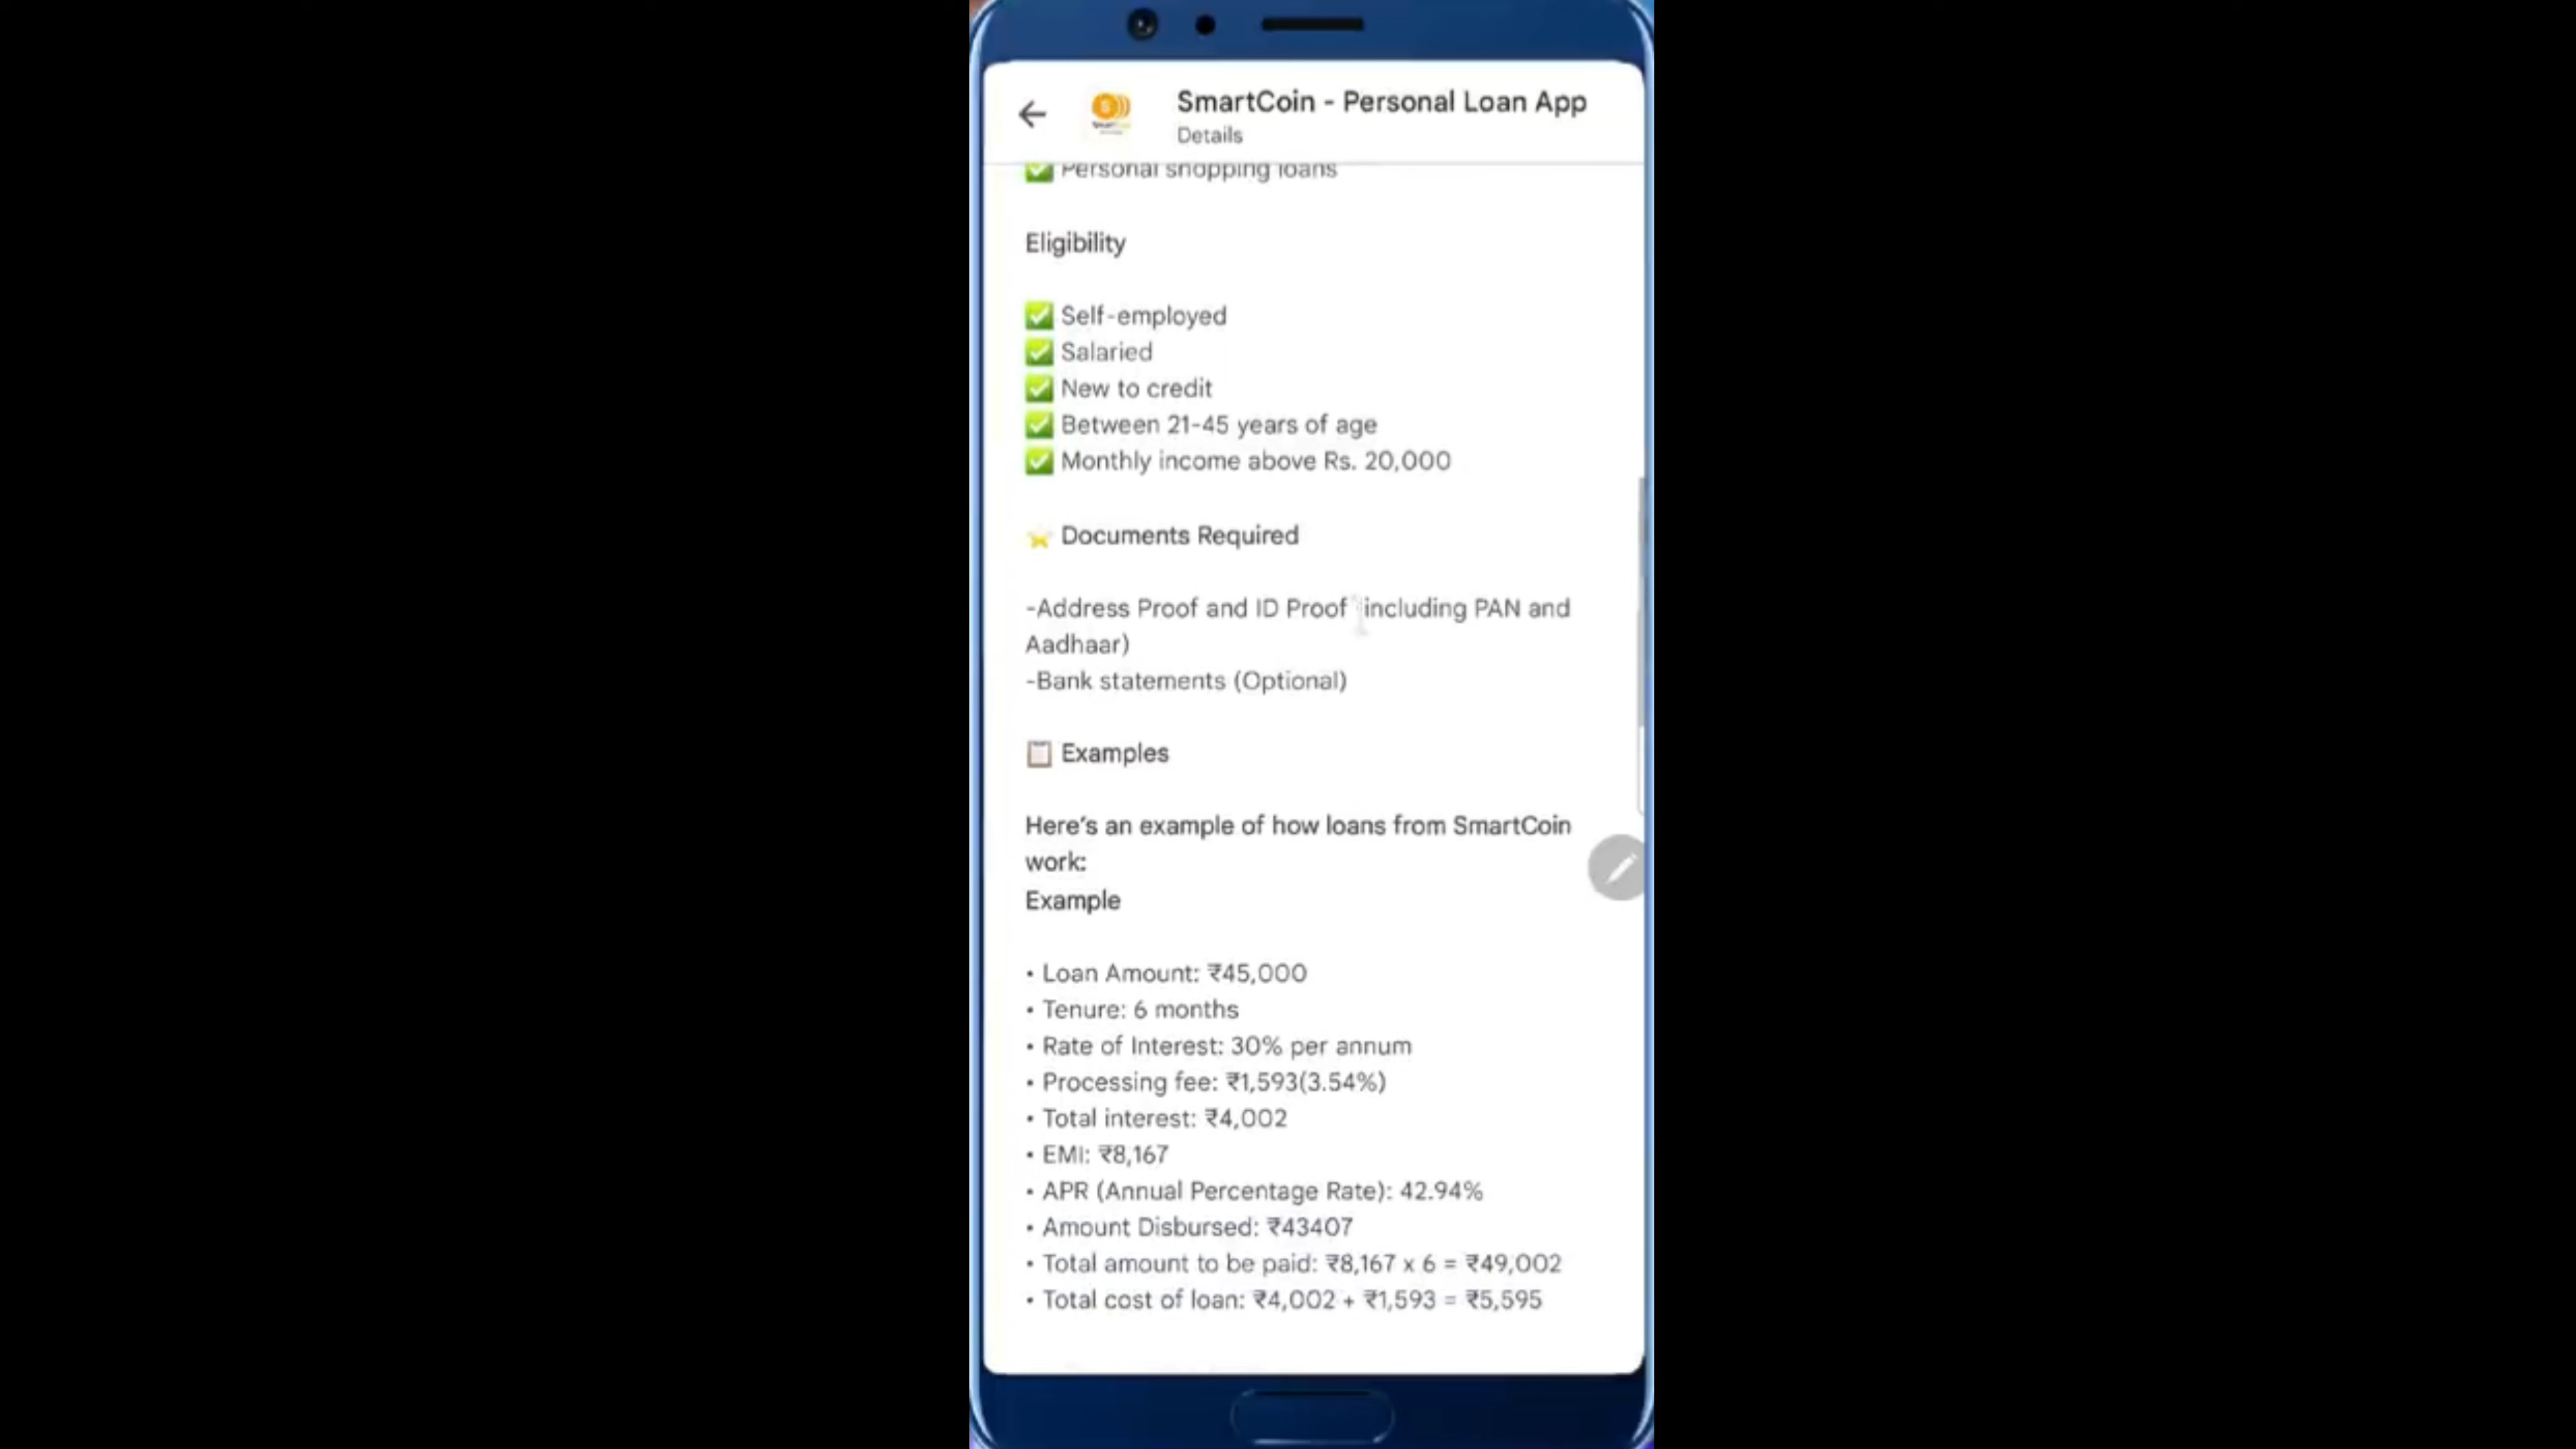 SmartCoin - Personal Loan App
Details
✅ Personal shopping loans
Eligibility
✅ Self-employed
✅ Salaried
✅ New to credit
✅ Between 21-45 years of age
✅ Monthly income above Rs. 20,000
Documents Required
-Address Proof and ID Proof including PAN and
Aadhaar)
-Bank statements (Optional)
📋 Examples
Here's an example of how loans from SmartCoin
work:
Example
• Loan Amount: ₹45,000
• Tenure: 6 months
• Rate of Interest: 30% per annum
• Processing fee: ₹1,593(3.54%)
• Total interest: ₹4,002
• EMI: ₹8,167
• APR (Annual Percentage Rate): 42.94%
• Amount Disbursed: ₹43407
• Total amount to be paid: ₹8,167 x 6 = ₹49,002
• Total cost of loan: ₹4,002 + ₹1,593 = ₹5,595